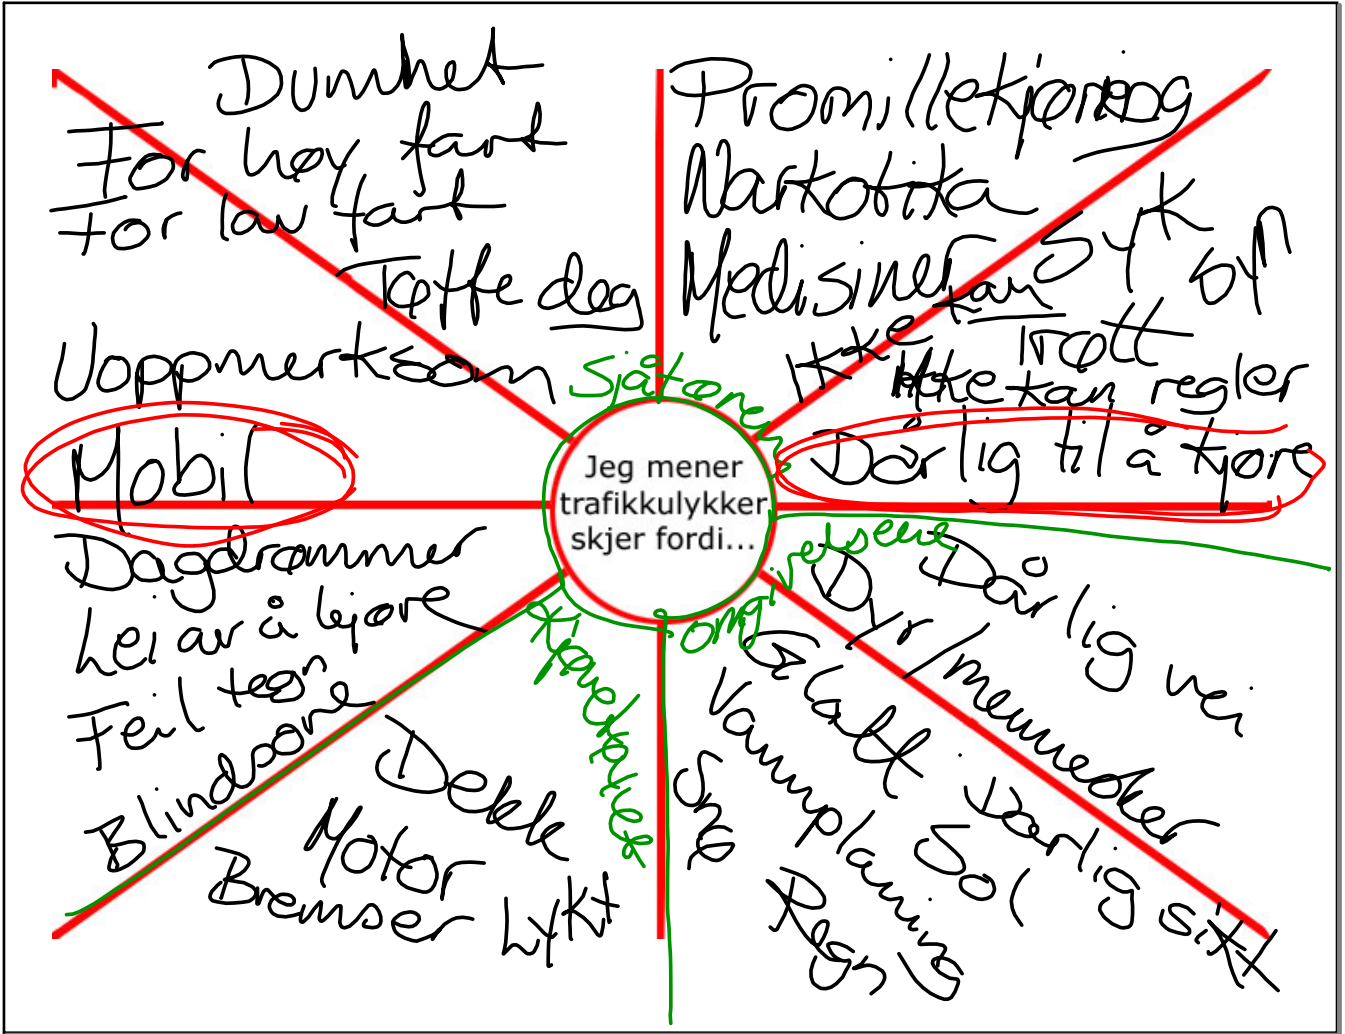 Dumhet
For høy fart
For lav fart
Tøffe deg
Uoppmerksom
Mobil
Dagdrømmer
Lei av å kjøre
Feil tegn
Blindsone
Promillekjøring
Narkotika
Medisiner
Syk
syn
Ikke kan
Trøtt
Ikke kan regler
Dårlig til å kjøre
Sjåføren
Jeg mener
trafikkulykker
skjer fordi...
omgivelsene
Dårlig vei
Dyr/mennesker
Glatt
Dårlig sikt
Vannplaning
Sol
Snø
Regn
Kjøretøyet
Dekk
Motor
Bremser
Lykt